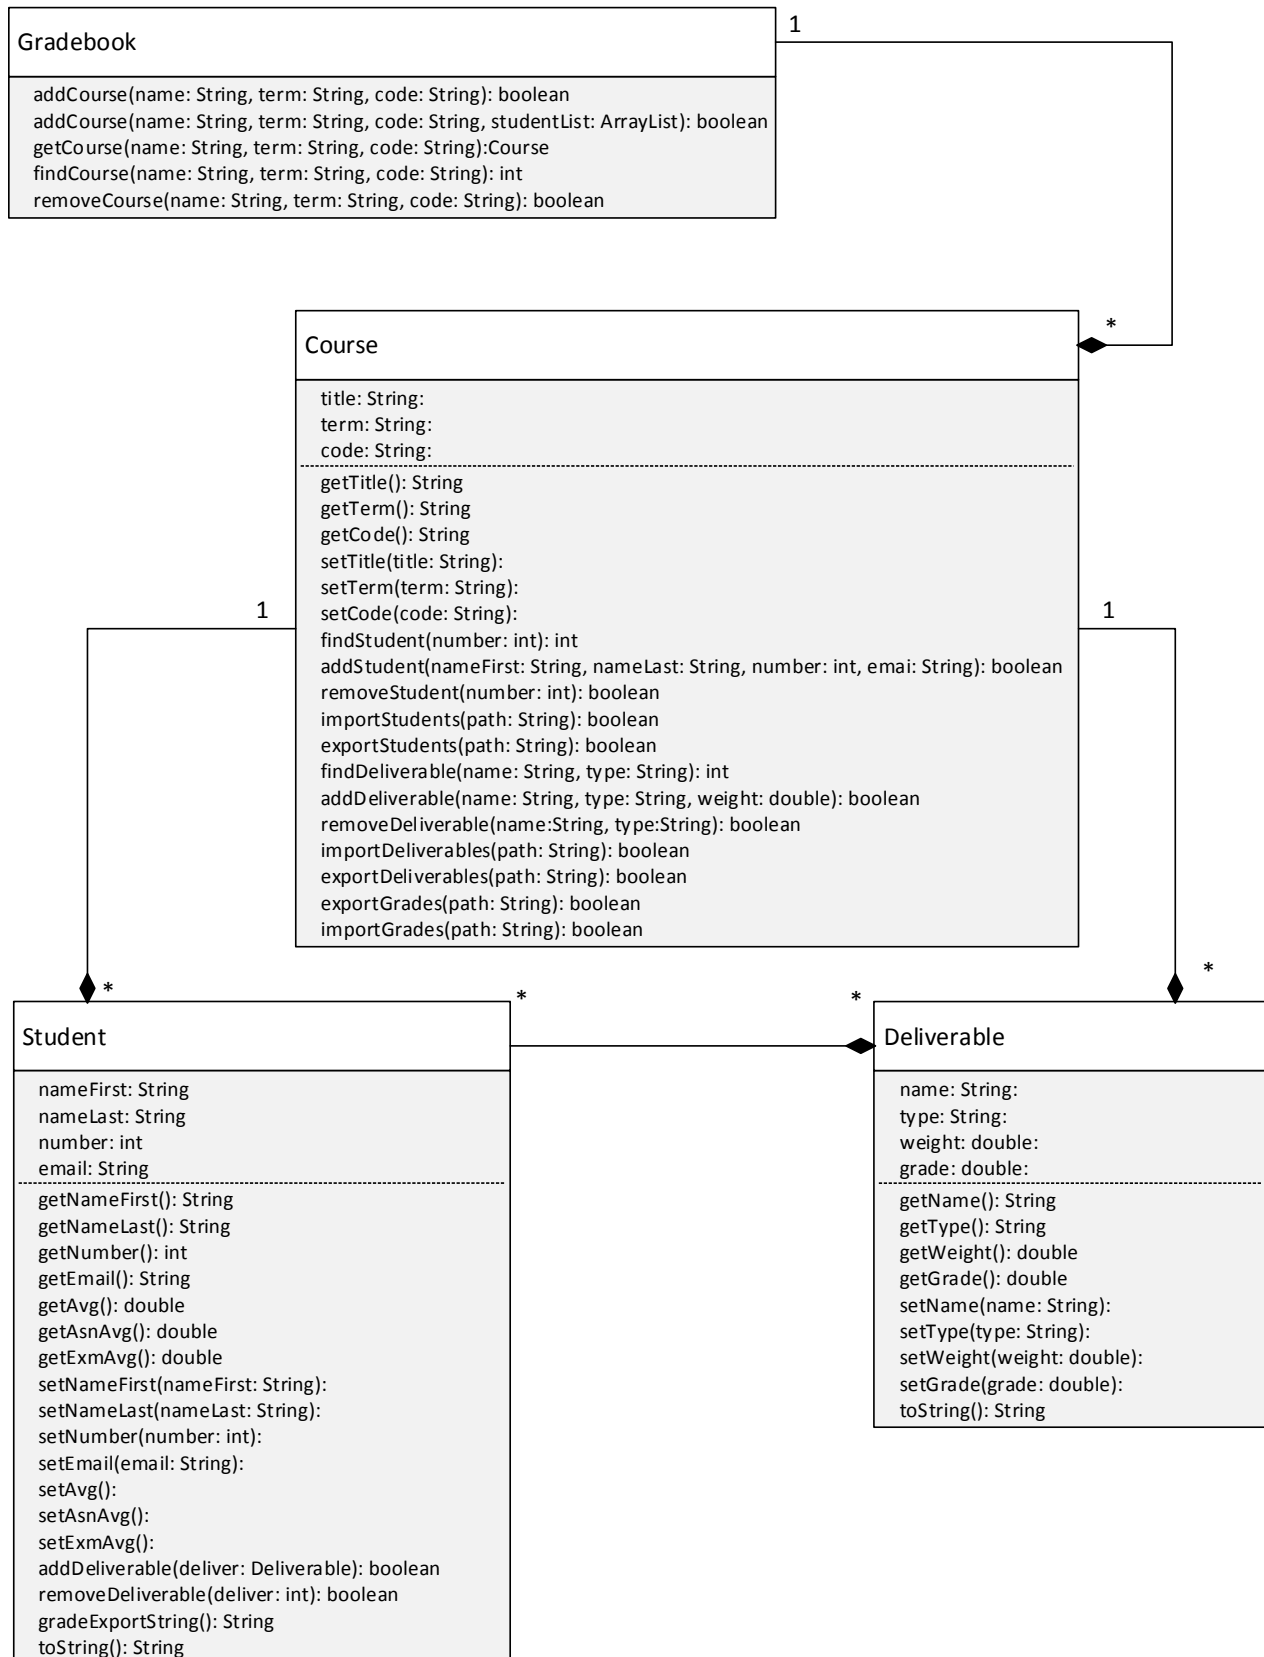 Gradebook
1
addCourse(name: String, term: String, code: String): boolean
addCourse(name: String, term: String, code: String, studentList: ArrayList): boolean
getCourse(name: String, term: String, code: String):Course
findCourse(name: String, term: String, code: String): int
removeCourse(name: String, term: String, code: String): boolean
*
Course
title: String:
term: String:
code: String:
getTitle(): String
getTerm(): String
getCode(): String
setTitle(title: String):
setTerm(term: String):
setCode(code: String):
1
1
findStudent(number: int): int
addStudent(nameFirst: String, nameLast: String, number: int, emai: String): boolean
removeStudent(number: int): boolean
importStudents(path: String): boolean
exportStudents(path: String): boolean
findDeliverable(name: String, type: String): int
addDeliverable(name: String, type: String, weight: double): boolean
removeDeliverable(name:String, type:String): boolean
importDeliverables(path: String): boolean
exportDeliverables(path: String): boolean
exportGrades(path: String): boolean
importGrades(path: String): boolean
*
*
*
*
Student
nameFirst: String
nameLast: String
number: int
email: String
getNameFirst(): String
getNameLast(): String
getNumber(): int
getEmail(): String
getAvg(): double
getAsnAvg(): double
getExmAvg(): double
setNameFirst(nameFirst: String):
setNameLast(nameLast: String):
setNumber(number: int):
setEmail(email: String):
setAvg():
setAsnAvg():
setExmAvg():
addDeliverable(deliver: Deliverable): boolean
removeDeliverable(deliver: int): boolean
gradeExportString(): String
toString(): String
Deliverable
name: String:
type: String:
weight: double:
grade: double:
getName(): String
getType(): String
getWeight(): double
getGrade(): double
setName(name: String):
setType(type: String):
setWeight(weight: double):
setGrade(grade: double):
toString(): String